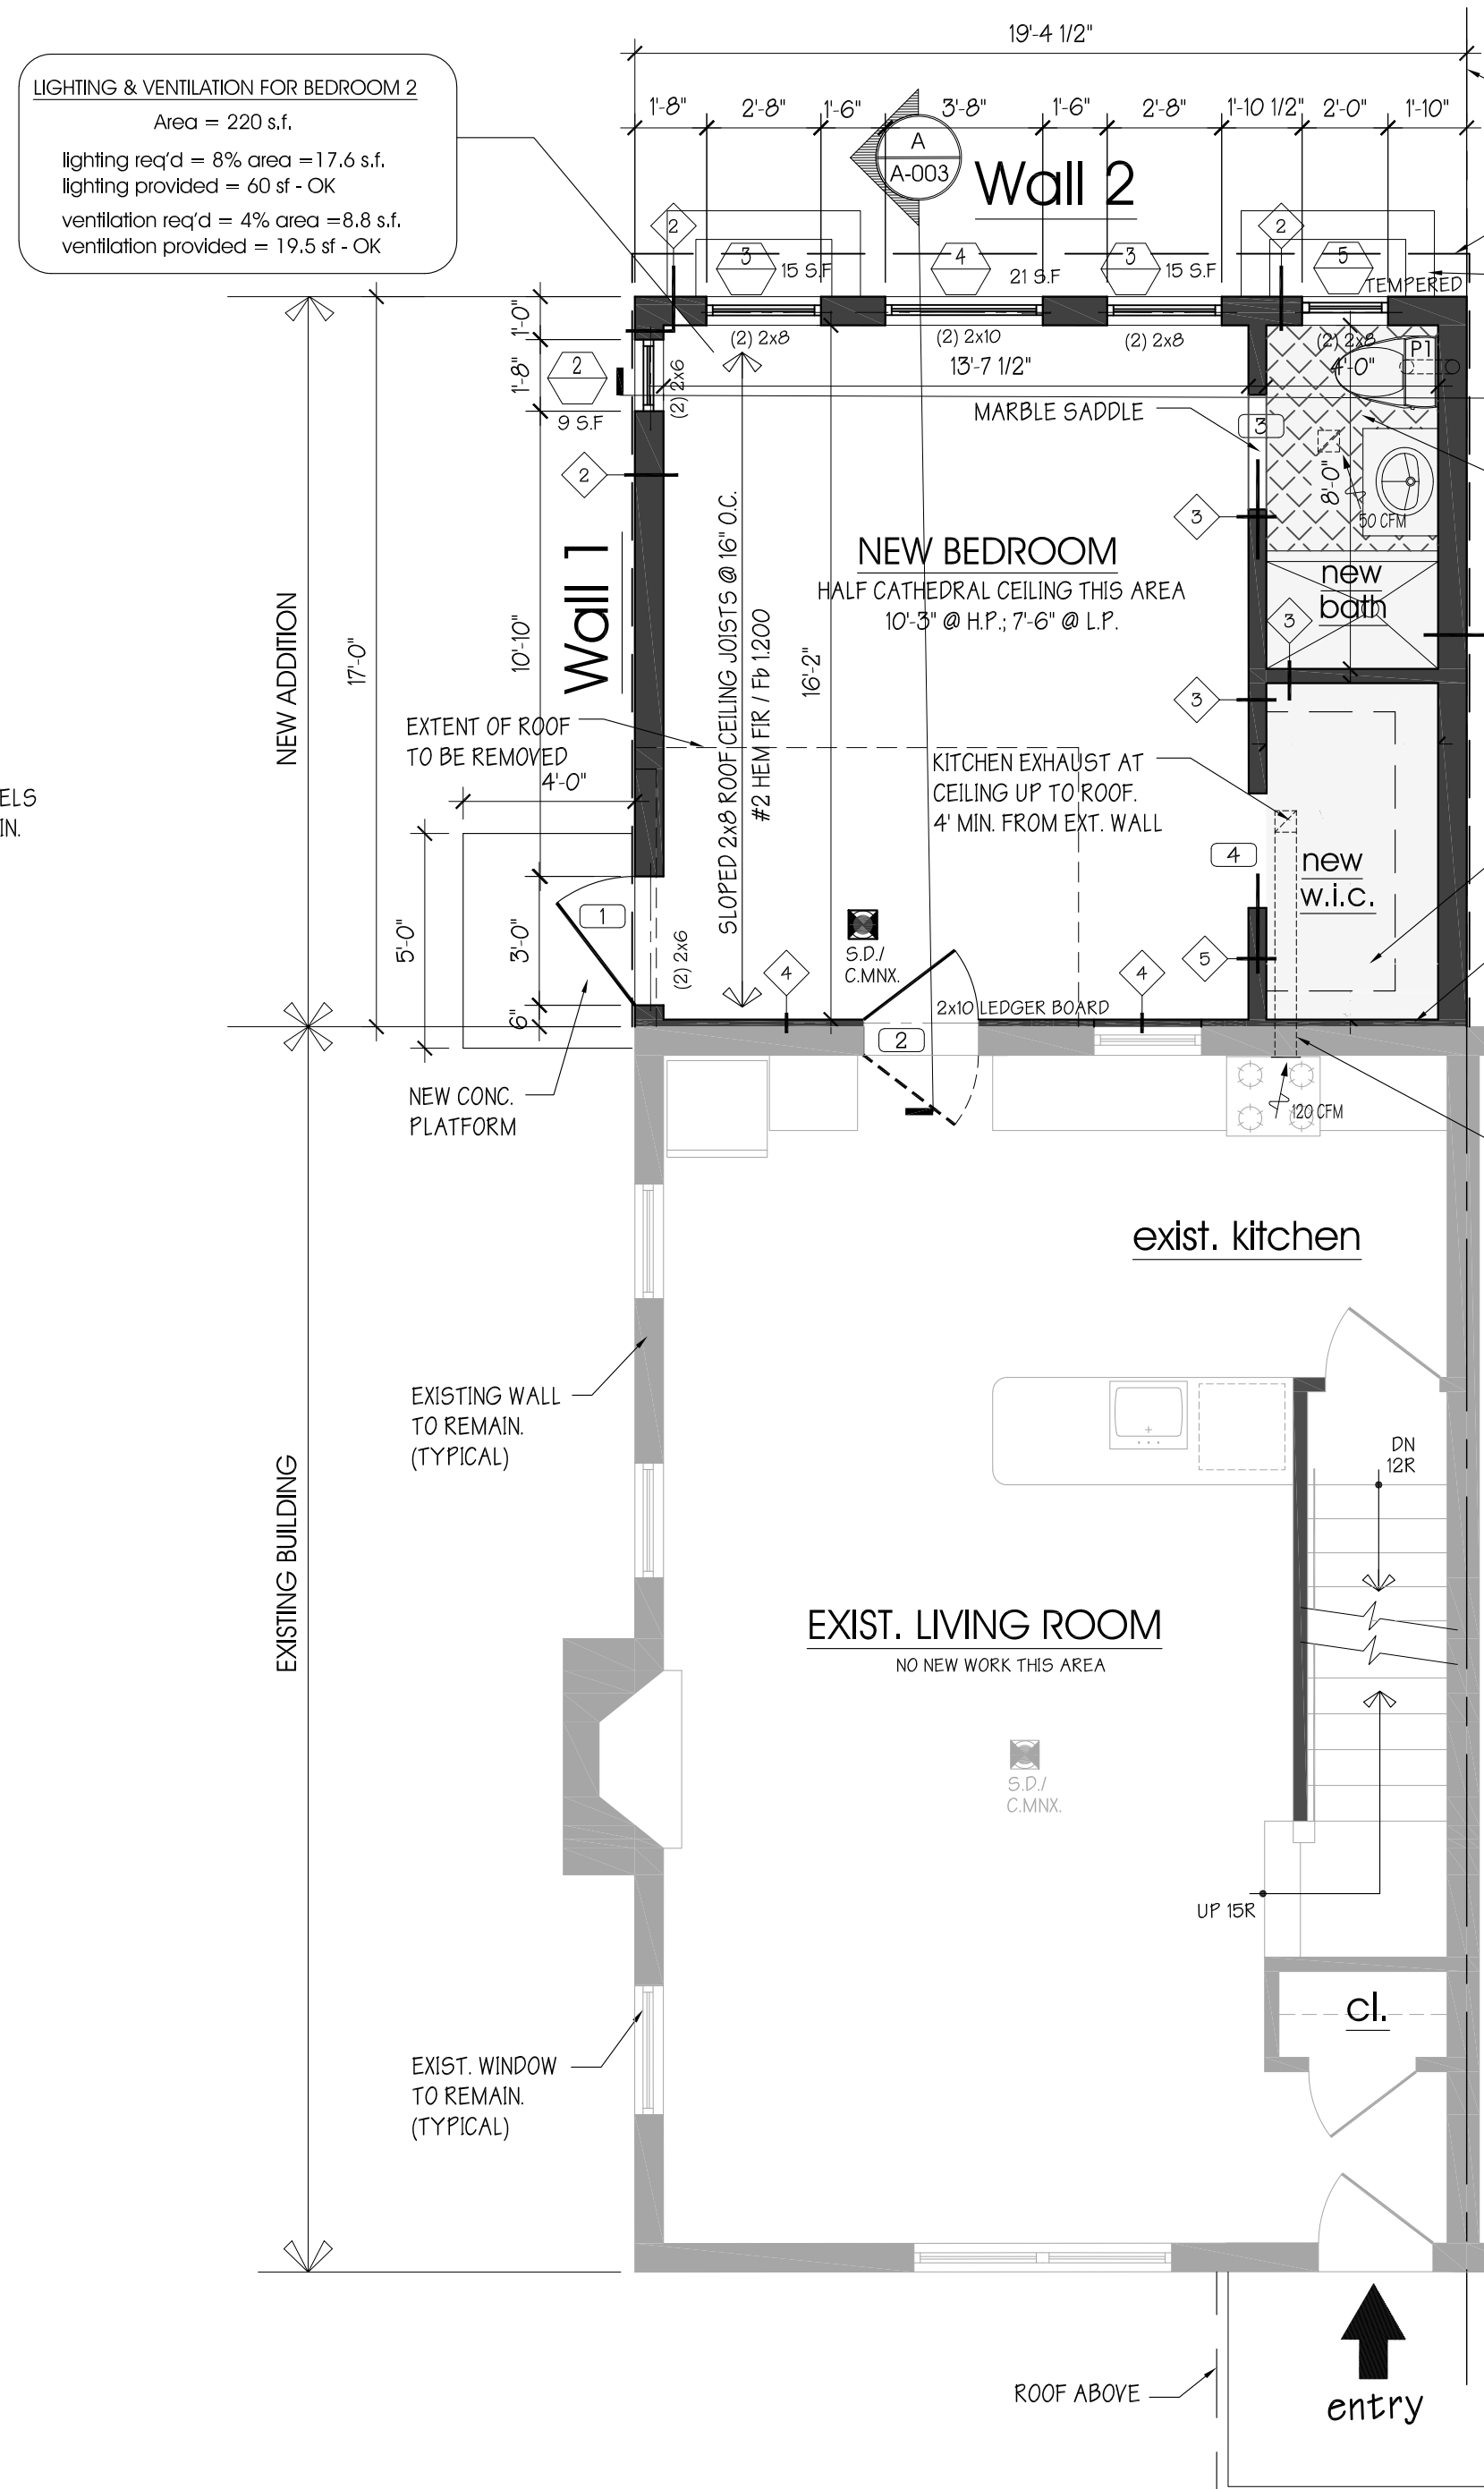 19'-4 1/2"
LIGHTING & VENTILATION FOR BEDROOM 2
Area = 220 s.f.
lighting req'd = 8% area =17.6 s.f.
lighting provided = 60 sf - OK
ventilation req'd = 4% area =8.8 s.f.
ventilation provided = 19.5 sf - OK
1'-8" 2'-8" 1'-6" 3'-8" 1'-6" 2'-8" 1'-10 1/2" 2'-0" 1'-10"
A
A-003
Wall 2
2 3 15 S.F 4 21 S.F 3 15 S.F 2 5
TEMPERED
(2) 2x8 (2) 2x10 (2) 2x8 (2) 2x8
13'-7 1/2" 4'-0" P1
1'-0"
1'-8"
2
9 S.F
(2) 2x6
MARBLE SADDLE
3
2
8'-0"
50 CFM
3
Wall 1
NEW BEDROOM
HALF CATHEDRAL CEILING THIS AREA
10'-3" @ H.P.; 7'-6" @ L.P.
new
bath
3
3
SLOPED 2x8 ROOF CEILING JOISTS @ 16" O.C.
#2 HEM FIR / Fb 1.200
16'-2"
10'-10"
17'-0"
NEW ADDITION
EXTENT OF ROOF
TO BE REMOVED
4'-0"
ELS
IN.
KITCHEN EXHAUST AT
CEILING UP TO ROOF.
4' MIN. FROM EXT. WALL
4
new
w.i.c.
5'-0"
3'-0"
6"
1
(2) 2x6
S.D./
C.MNX.
4
4
5
2x10 LEDGER BOARD
2
NEW CONC.
PLATFORM
120 CFM
exist. kitchen
EXISTING WALL
TO REMAIN.
(TYPICAL)
DN
12R
EXISTING BUILDING
EXIST. LIVING ROOM
NO NEW WORK THIS AREA
S.D./
C.MNX.
UP 15R
cl.
EXIST. WINDOW
TO REMAIN.
(TYPICAL)
ROOF ABOVE
entry